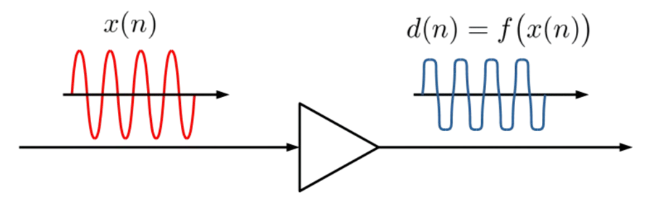 x(n)
d(n) = f(x(n))